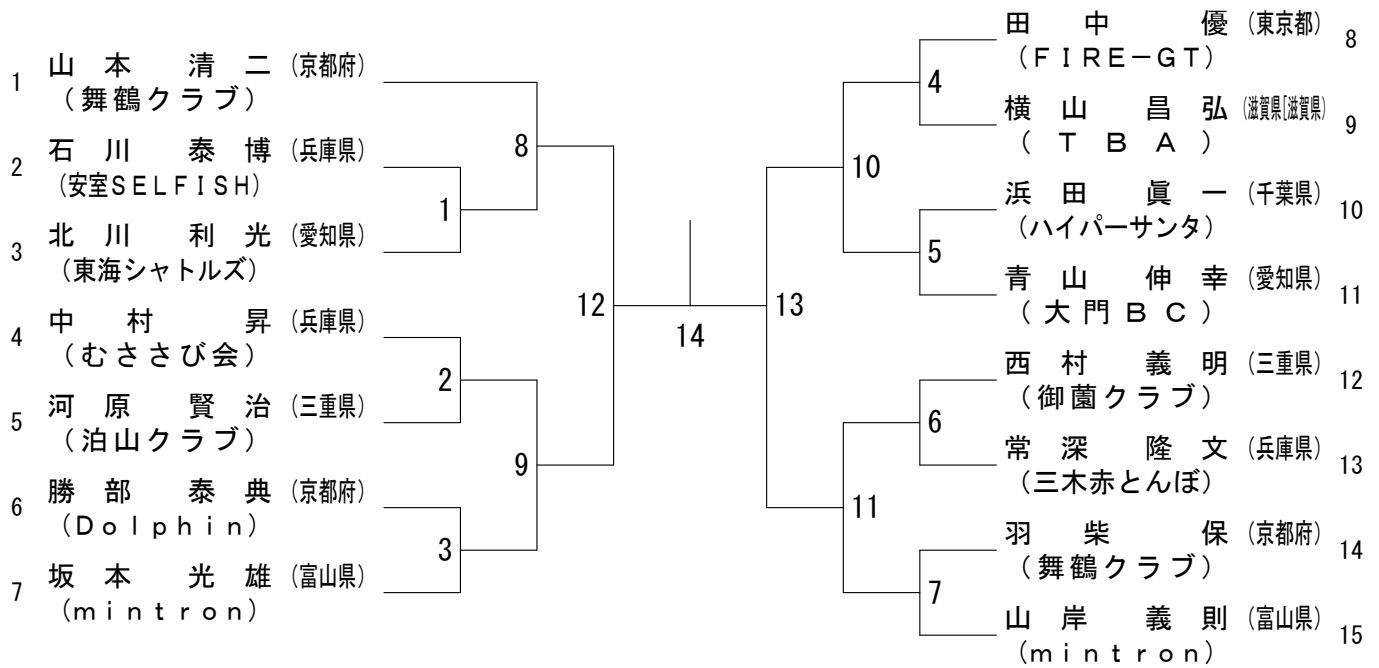 1 山本 清二 (京都府)
(舞鶴クラブ)
2 石川 泰博 (兵庫県)
(安室SELFISH)
3 北川 利光 (愛知県)
(東海シャトルズ)
4 中村 昇 (兵庫県)
(むささび会)
5 河原 賢治 (三重県)
(泊山クラブ)
6 勝部 泰典 (京都府)
(Dolphin)
7 坂本 光雄 (富山県)
(mintron)
8
1
12
2
9
3
14
13
10
4
5
11
6
7
田中 優 (東京都) 8
(FIRE-GT)
横山 昌弘 (滋賀県[滋賀県) 9
(TBA)
浜田 眞一 (千葉県) 10
(ハイパーサンタ)
青山 伸幸 (愛知県) 11
(大門BC)
西村 義明 (三重県) 12
(御薗クラブ)
常深 隆文 (兵庫県) 13
(三木赤とんぼ)
羽柴 保 (京都府) 14
(舞鶴クラブ)
山岸 義則 (富山県) 15
(mintron)